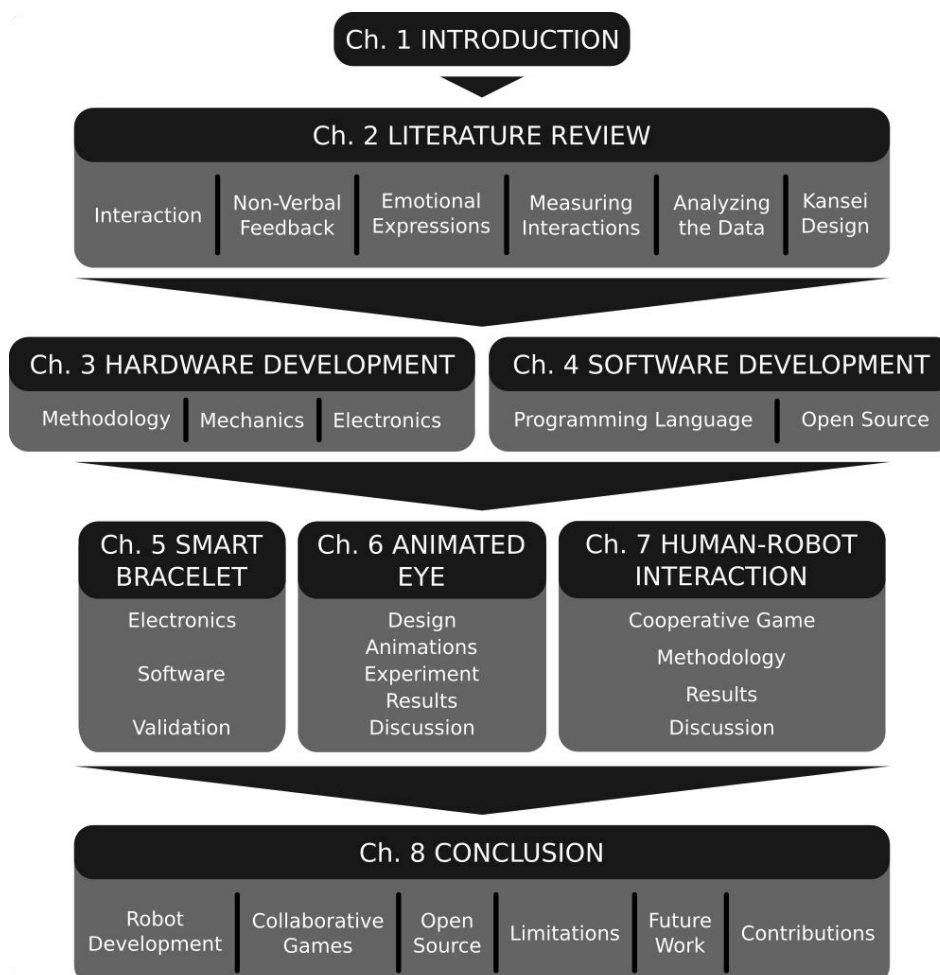 Ch. 1 INTRODUCTION
Ch. 2 LITERATURE REVIEW
Interaction
Non-Verbal
Feedback
Emotional
Expressions
Measuring
Interactions
Analyzing
the Data
Kansei
Design
Ch. 3 HARDWARE DEVELOPMENT
Methodology
Mechanics
Electronics
Ch. 4 SOFTWARE DEVELOPMENT
Programming Language
Open Source
Ch. 5 SMART
BRACELET
Electronics
Software
Validation
Ch. 6 ANIMATED
EYE
Design
Animations
Experiment
Results
Discussion
Ch. 7 HUMAN-ROBOT
INTERACTION
Cooperative Game
Methodology
Results
Discussion
Ch. 8 CONCLUSION
Robot
Development
Collaborative
Games
Open
Source
Limitations
Future
Work
Contributions